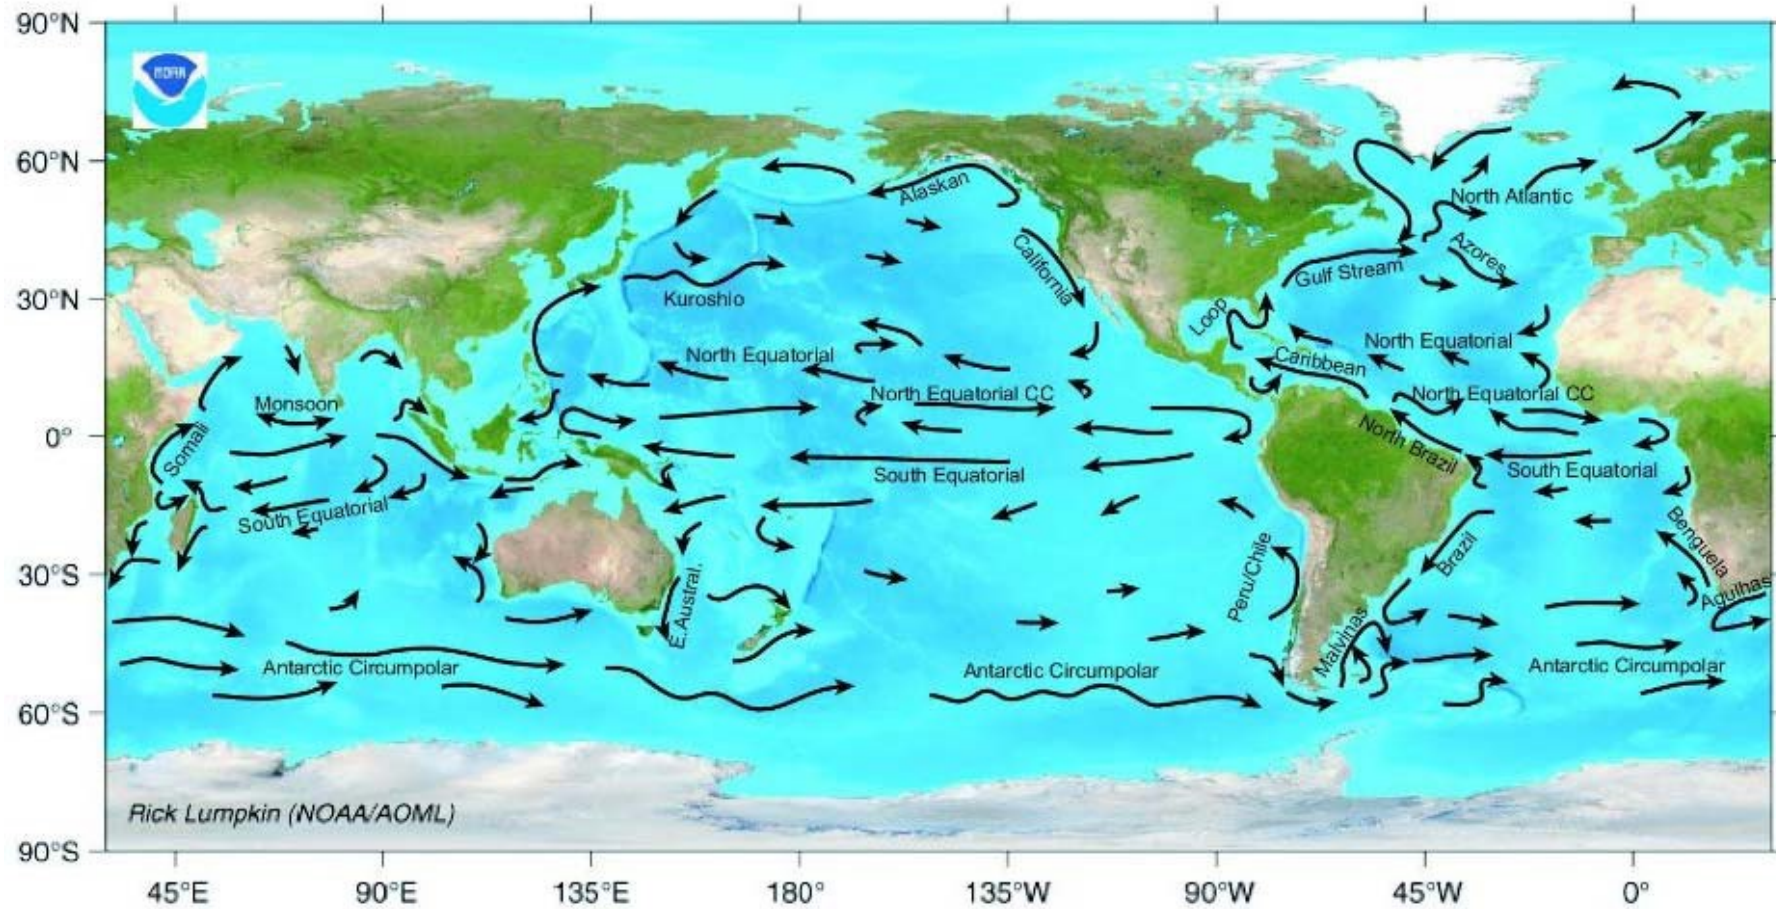 90°N
NOAA
60°N
Alaskan
North Atlantic
California
Azores
Gulf Stream
30°N
Kuroshio
Loop
North Equatorial
North Equatorial
Caribbean
Monsoon
North Equatorial CC
North Equatorial CC
0°
Somali
North Brazil
South Equatorial
South Equatorial
South Equatorial
Benguela
Brazil
Peru/Chile
30°S
E.Austral.
Agulhas
Malvinas
Antarctic Circumpolar
Antarctic Circumpolar
Antarctic Circumpolar
60°S
Rick Lumpkin (NOAA/AOML)
90°S
45°E 90°E 135°E 180° 135°W 90°W 45°W 0°